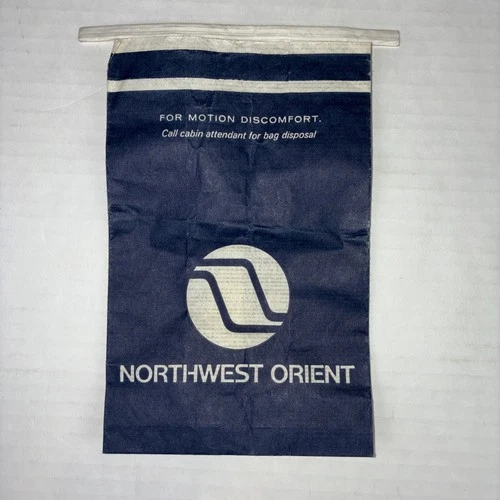 FOR MOTION DISCOMFORT.
Call cabin attendant for bag disposal
NORTHWEST ORIENT